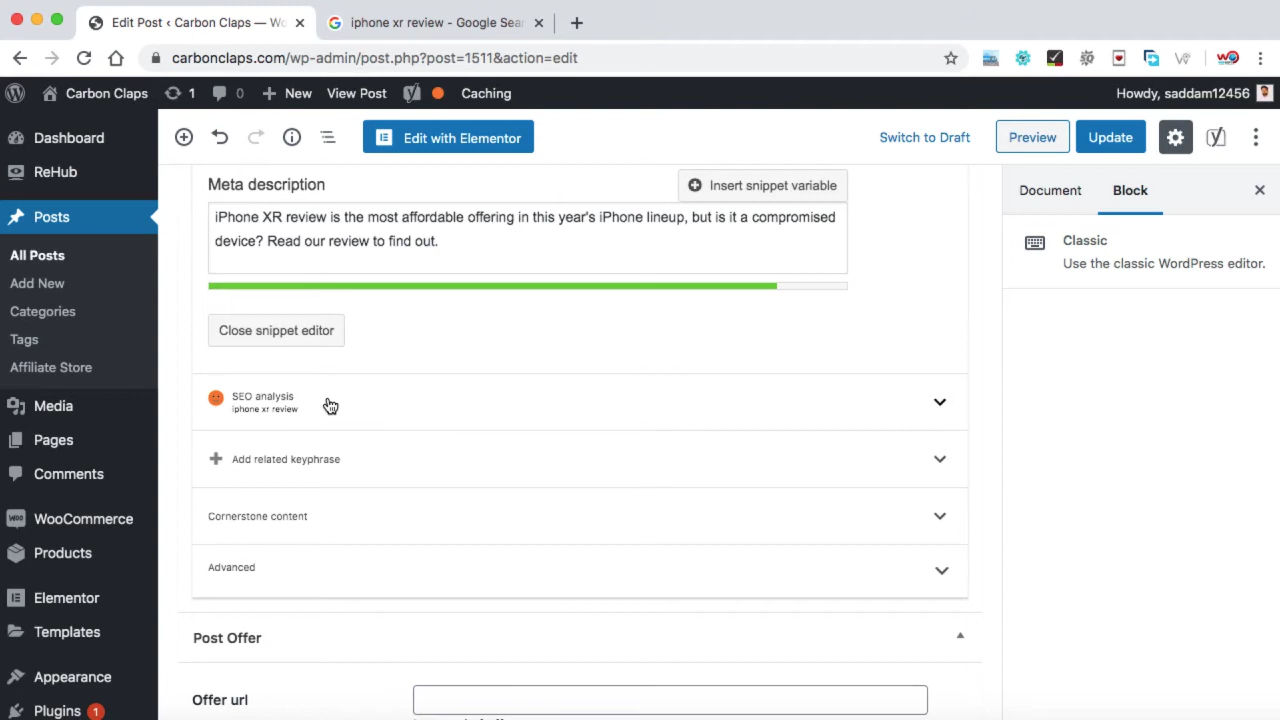 Edit Post ‹ Carbon Claps — Wo
iphone xr review - Google Sear
carbonclaps.com/wp-admin/post.php?post=1511&action=edit
Carbon Claps
1
0
New
View Post
Caching
Howdy, saddam12456
Dashboard
ReHub
Posts
All Posts
Add New
Categories
Tags
Affiliate Store
Media
Pages
Comments
WooCommerce
Products
Elementor
Templates
Appearance
Plugins 1
Edit with Elementor
Switch to Draft
Preview
Update
Meta description
Insert snippet variable
iPhone XR review is the most affordable offering in this year's iPhone lineup, but is it a compromised
device? Read our review to find out.
Close snippet editor
SEO analysis
iphone xr review
Add related keyphrase
Cornerstone content
Advanced
Post Offer
Offer url
Document
Block
Classic
Use the classic WordPress editor.